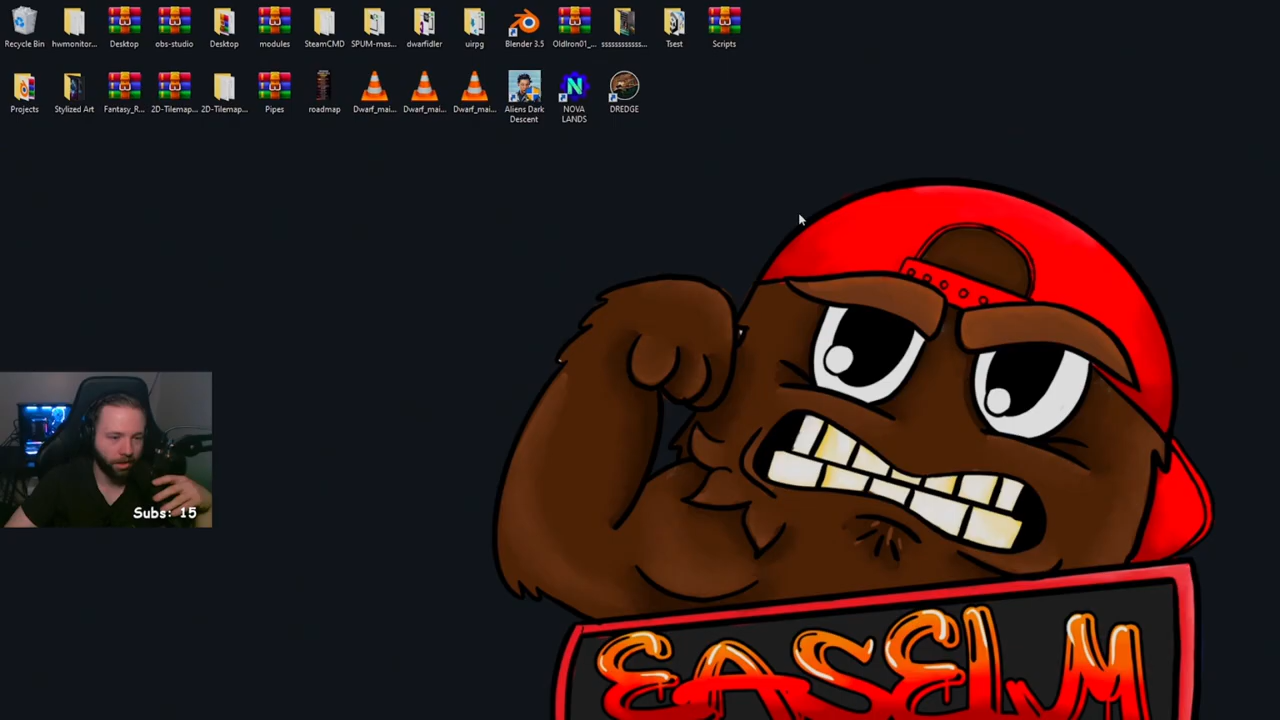 Recycle Bin hwmonitor... Desktop obs-studio Desktop modules SteamCMD SPUM-mas... dwarfidler uirpg Blender 3.5 OldIron01_... ssssssssssss... Tsest Scripts
Projects Stylized Art Fantasy_R... 2D-Tilemap... 2D-Tilemap... Pipes roadmap Dwarf_mai... Dwarf_mai... Dwarf_mai... Aliens Dark Descent NOVA LANDS DREDGE
Subs: 15
EASELM